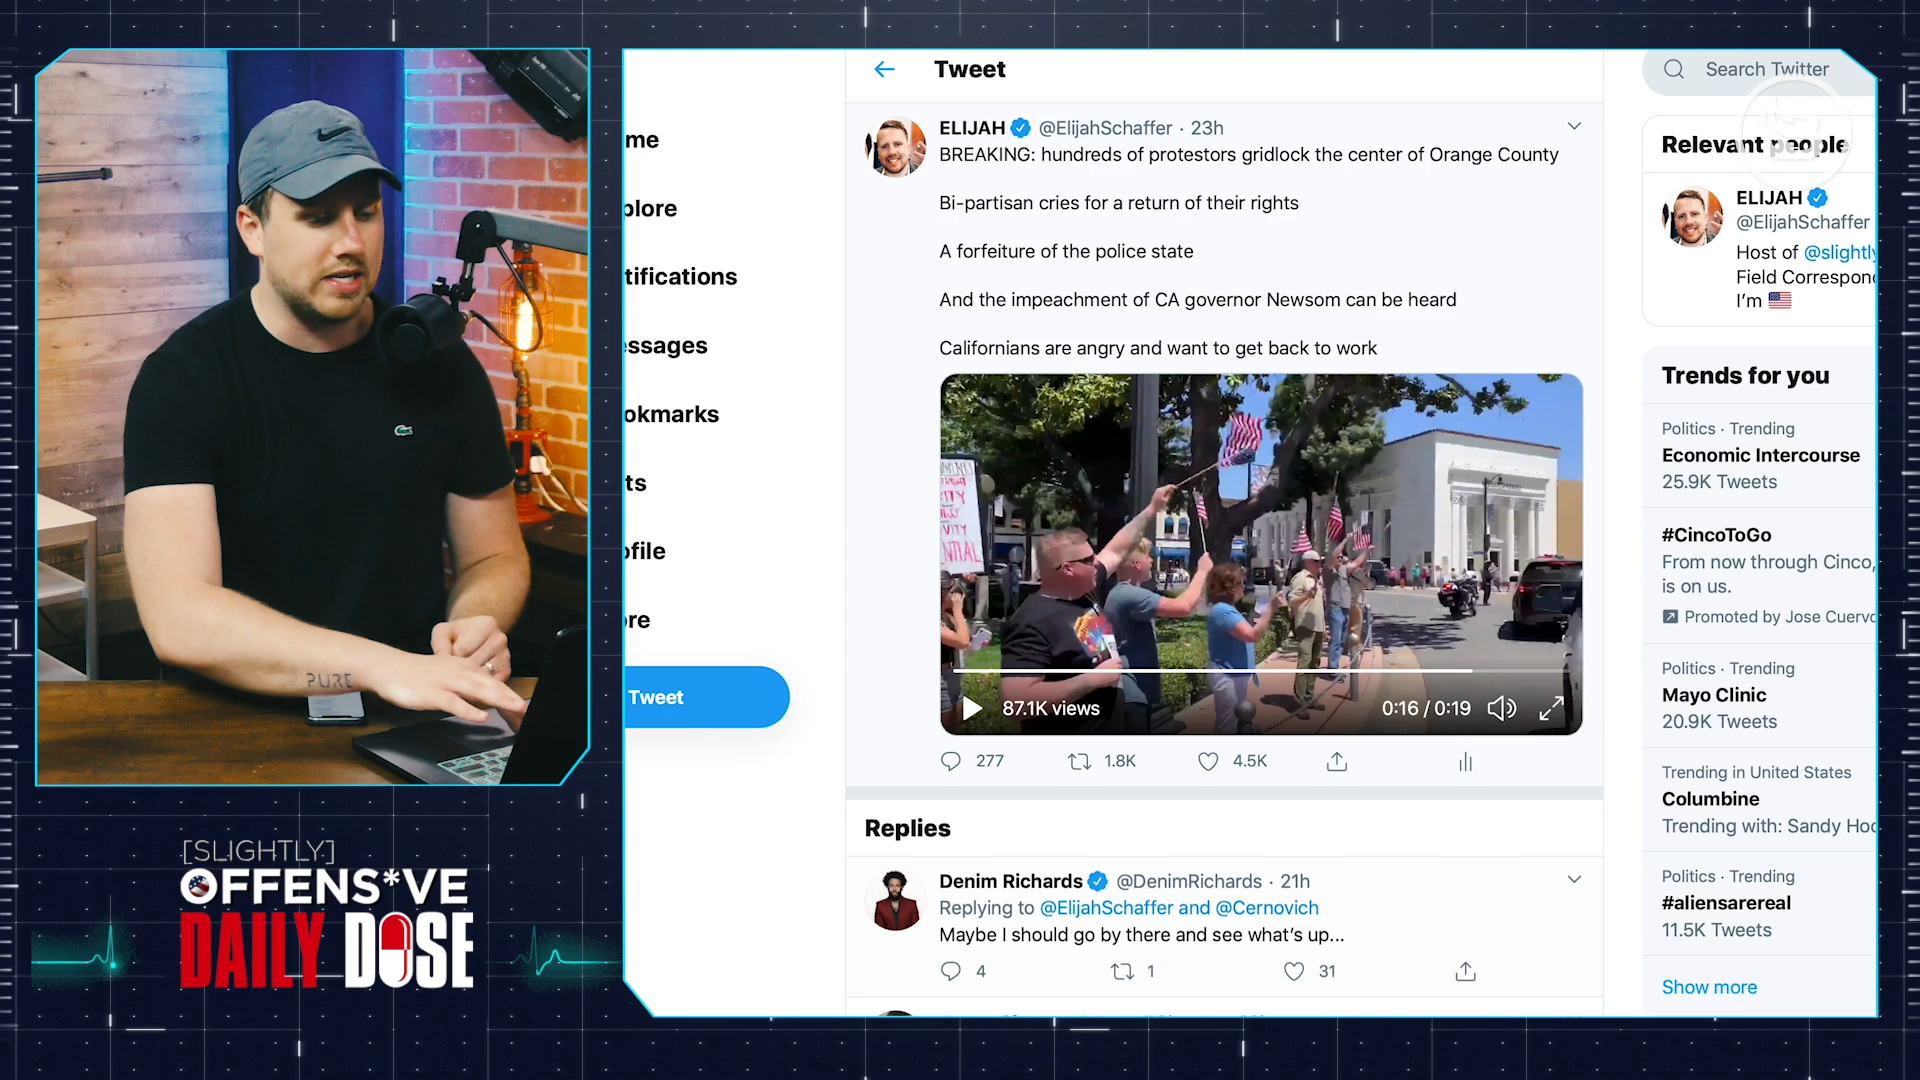 me
plore
tifications
essages
okmarks
ts
ofile
ore
Tweet
Tweet
ELIJAH @ElijahSchaffer · 23h
BREAKING: hundreds of protestors gridlock the center of Orange County
Bi-partisan cries for a return of their rights
A forfeiture of the police state
And the impeachment of CA governor Newsom can be heard
Californians are angry and want to get back to work
87.1K views
0:16 / 0:19
277
1.8K
4.5K
Replies
Denim Richards @DenimRichards · 21h
Replying to @ElijahSchaffer and @Cernovich
Maybe I should go by there and see what's up...
4
1
31
Search Twitter
Relevant people
ELIJAH
@ElijahSchaffer
Host of @slightly
Field Correspon
I'm
Trends for you
Politics · Trending
Economic Intercourse
25.9K Tweets
#CincoToGo
From now through Cinco,
is on us.
Promoted by Jose Cuervo
Politics · Trending
Mayo Clinic
20.9K Tweets
Trending in United States
Columbine
Trending with: Sandy Hoo
Politics · Trending
#aliensarereal
11.5K Tweets
Show more
PURE
[SLIGHTLY]
OFFENS*VE
DAILY DOSE